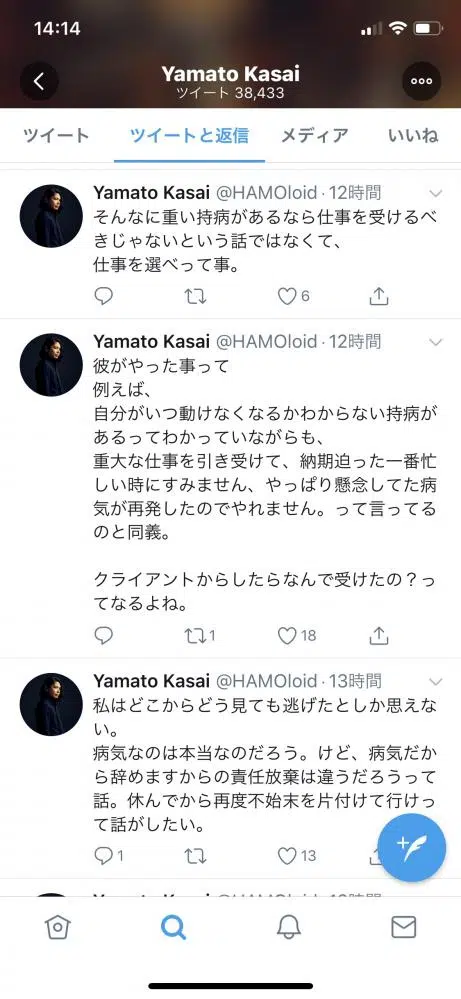 14:14
Yamato Kasai
ツイート 38,433
ツイート ツイートと返信 メディア いいね
Yamato Kasai @HAMOloid · 12時間
そんなに重い持病があるなら仕事を受けるべ
きじゃないという話ではなくて、
仕事を選べって事。
6
Yamato Kasai @HAMOloid · 12時間
彼がやった事って
例えば、
自分がいつ動けなくなるかわからない持病が
あるってわかっていながらも、
重大な仕事を引き受けて、納期迫った一番忙
しい時にすみません、やっぱり懸念してた病
気が再発したのでやれません。って言ってる
のと同義。
クライアントからしたらなんで受けたの？っ
てなるよね。
1 18
Yamato Kasai @HAMOloid · 13時間
私はどこからどう見ても逃げたとしか思えな
い。
病気なのは本当なのだろう。けど、病気だか
ら辞めますからの責任放棄は違うだろうって
話。休んでから再度不始末を片付けて行けっ
て話がしたい。
1 13